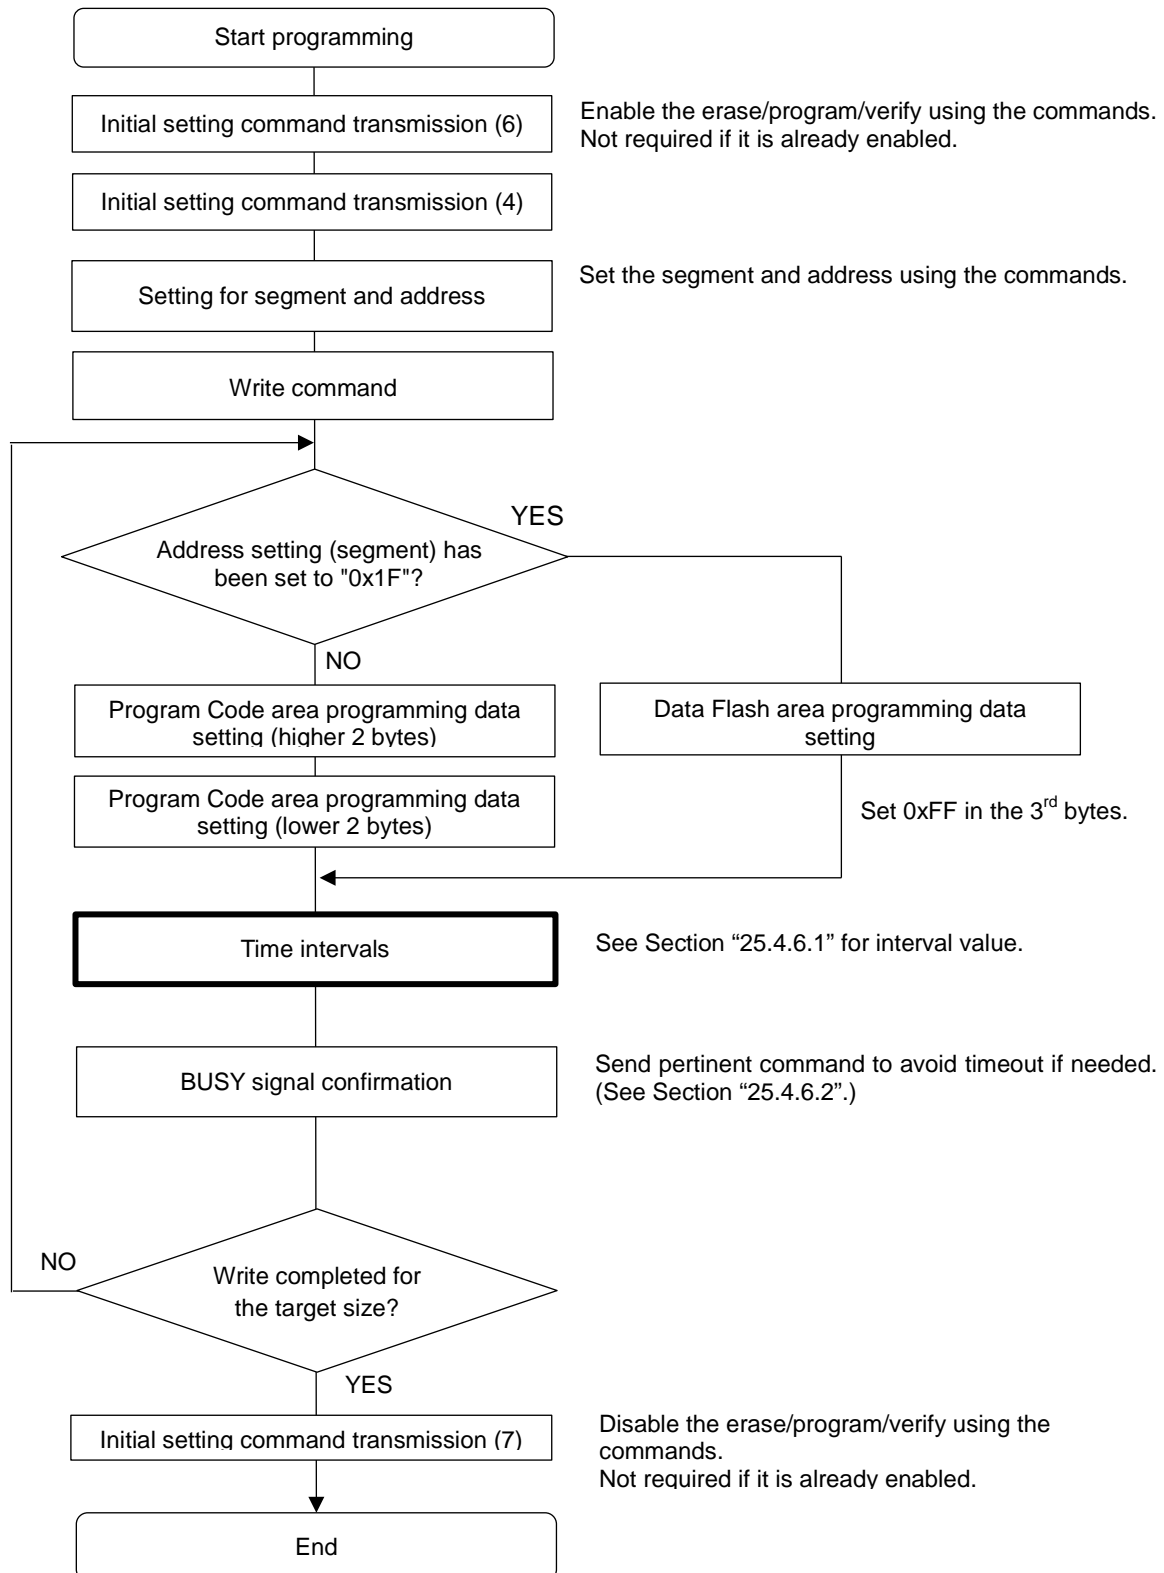 Start programming
Initial setting command transmission (6)
Enable the erase/program/verify using the commands.
Not required if it is already enabled.
Initial setting command transmission (4)
Setting for segment and address
Set the segment and address using the commands.
Write command
YES
Address setting (segment) has
been set to "0x1F"?
NO
Program Code area programming data
setting (higher 2 bytes)
Data Flash area programming data
setting
Program Code area programming data
setting (lower 2 bytes)
Set 0xFF in the 3rd bytes.
Time intervals
See Section “25.4.6.1” for interval value.
BUSY signal confirmation
Send pertinent command to avoid timeout if needed.
(See Section “25.4.6.2”.)
NO
Write completed for
the target size?
YES
Initial setting command transmission (7)
Disable the erase/program/verify using the
commands.
Not required if it is already enabled.
End